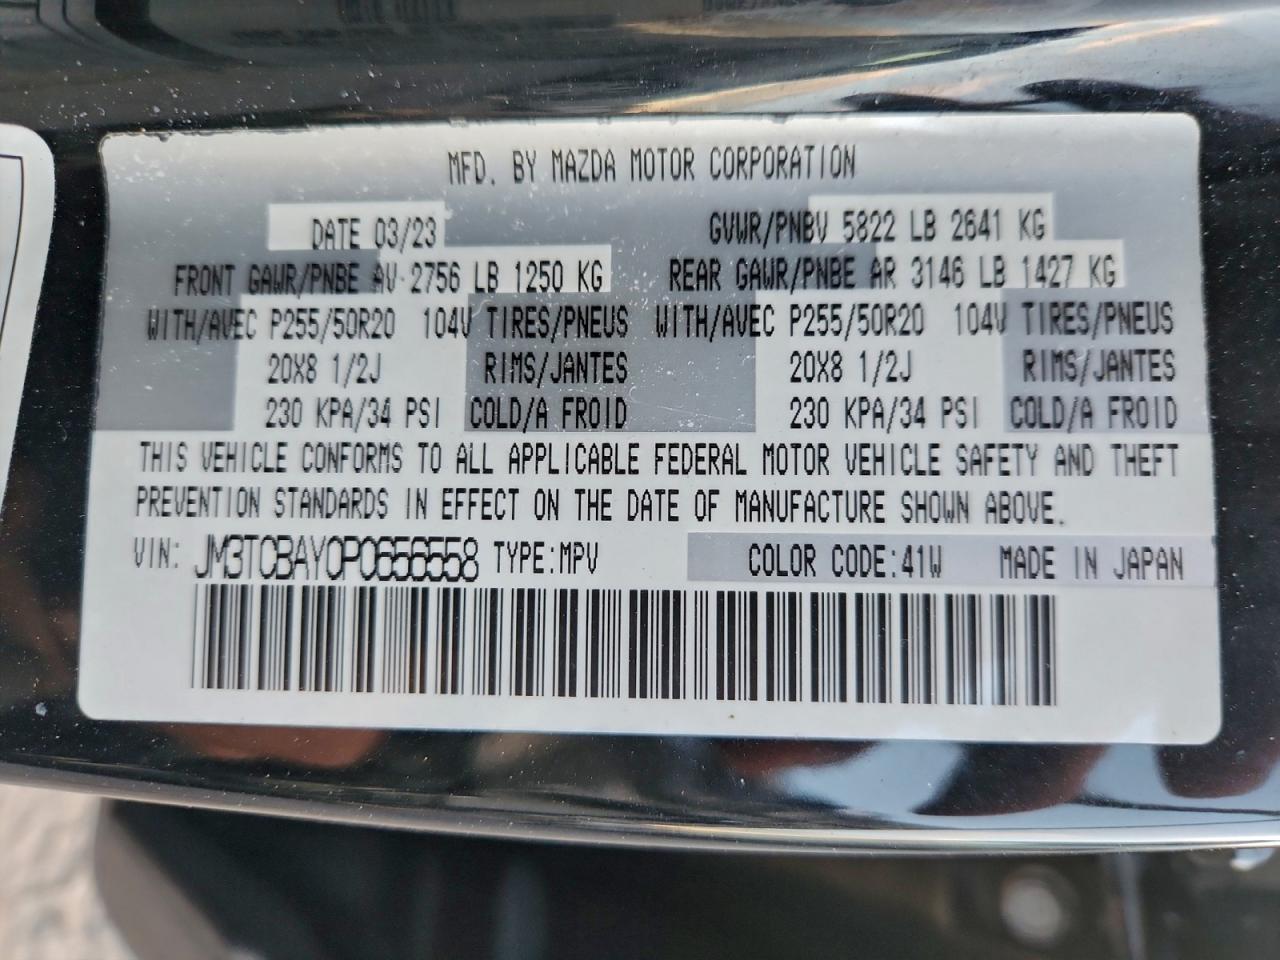 MFD. BY MAZDA MOTOR CORPORATION
DATE 03/23 GVWR/PNBV 5822 LB 2641 KG
FRONT GAWR/PNBE AV 2756 LB 1250 KG REAR GAWR/PNBE AR 3146 LB 1427 KG
WITH/AVEC P255/50R20 104V TIRES/PNEUS WITH/AVEC P255/50R20 104V TIRES/PNEUS
20X8 1/2J RIMS/JANTES 20X8 1/2J RIMS/JANTES
230 KPA/34 PSI COLD/A FROID 230 KPA/34 PSI COLD/A FROID
THIS VEHICLE CONFORMS TO ALL APPLICABLE FEDERAL MOTOR VEHICLE SAFETY AND THEFT
PREVENTION STANDARDS IN EFFECT ON THE DATE OF MANUFACTURE SHOWN ABOVE.
VIN: JM3TCBAY0P0656558 TYPE:MPV COLOR CODE:41W MADE IN JAPAN